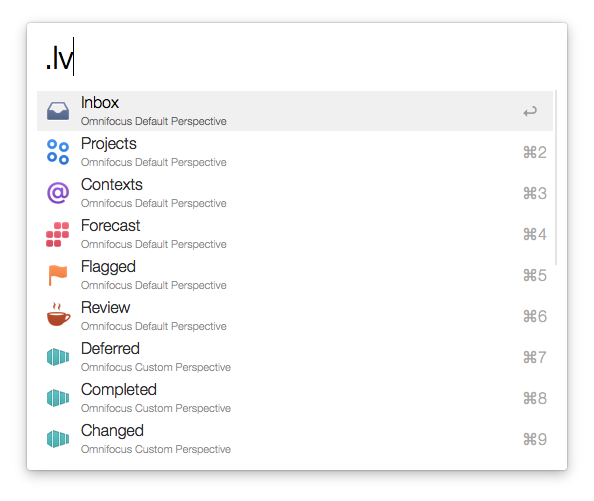 .lv
Inbox
Omnifocus Default Perspective
↩
Projects
Omnifocus Default Perspective
⌘2
Contexts
Omnifocus Default Perspective
⌘3
Forecast
Omnifocus Default Perspective
⌘4
Flagged
Omnifocus Default Perspective
⌘5
Review
Omnifocus Default Perspective
⌘6
Deferred
Omnifocus Custom Perspective
⌘7
Completed
Omnifocus Custom Perspective
⌘8
Changed
Omnifocus Custom Perspective
⌘9